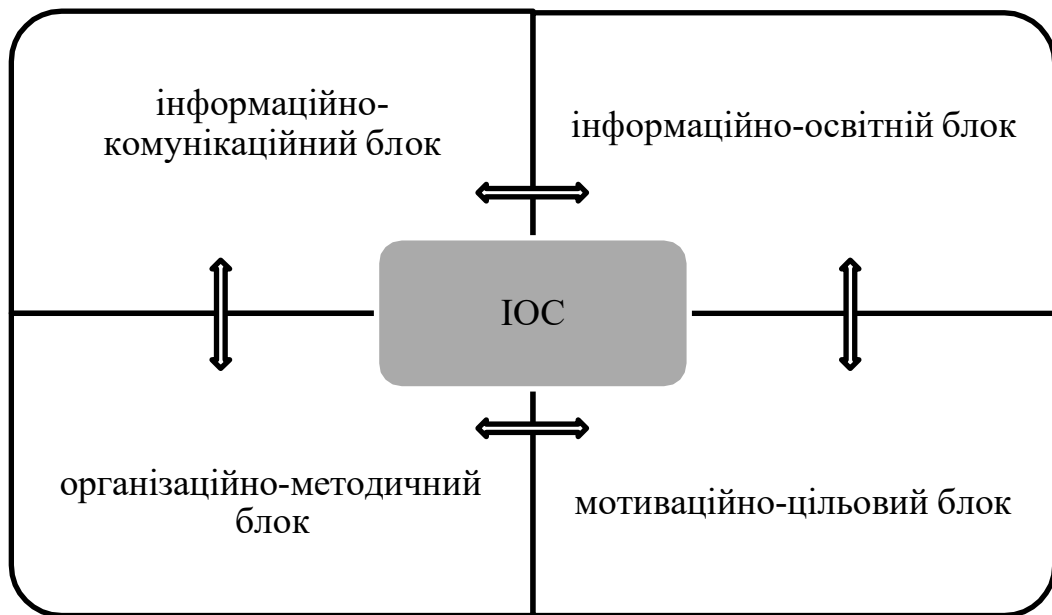 інформаційно-
комунікаційний блок
інформаційно-освітній блок
ІОС
організаційно-методичний
блок
мотиваційно-цільовий блок